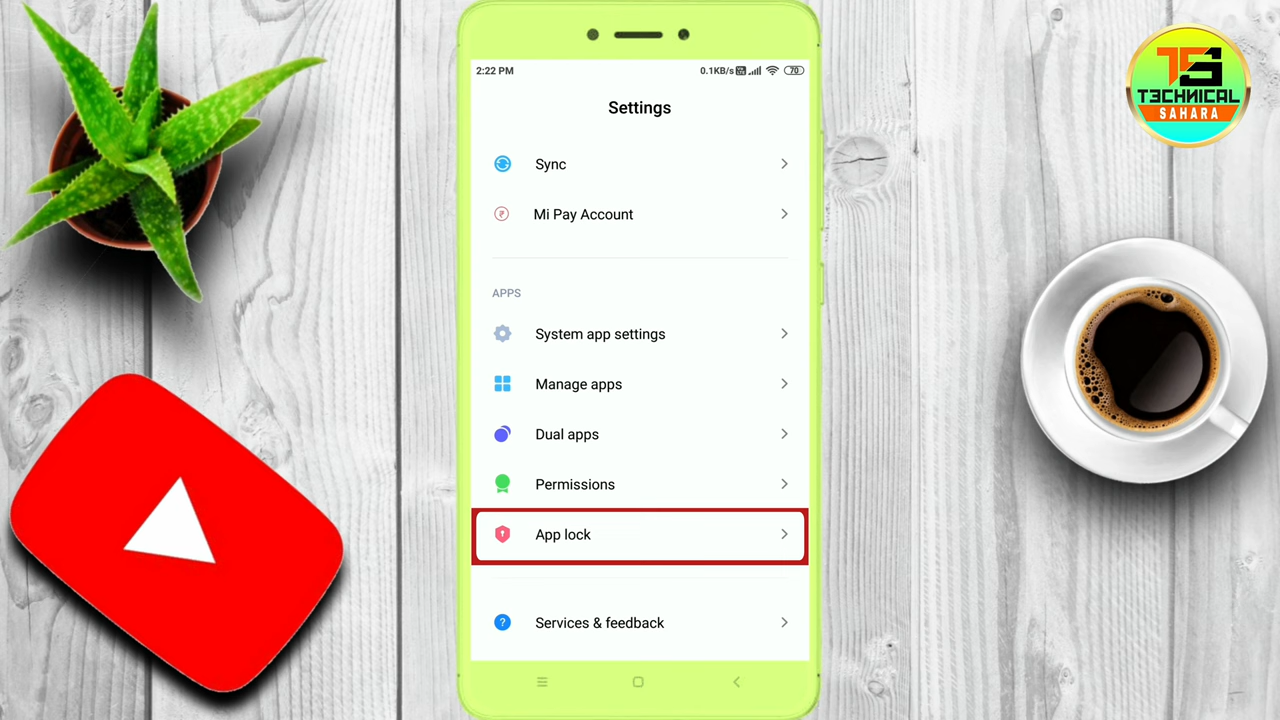 2:22 PM
0.1KB/s
70
Settings
Sync
Mi Pay Account
APPS
System app settings
Manage apps
Dual apps
Permissions
App lock
Services & feedback
TS
TECHNICAL
SAHARA